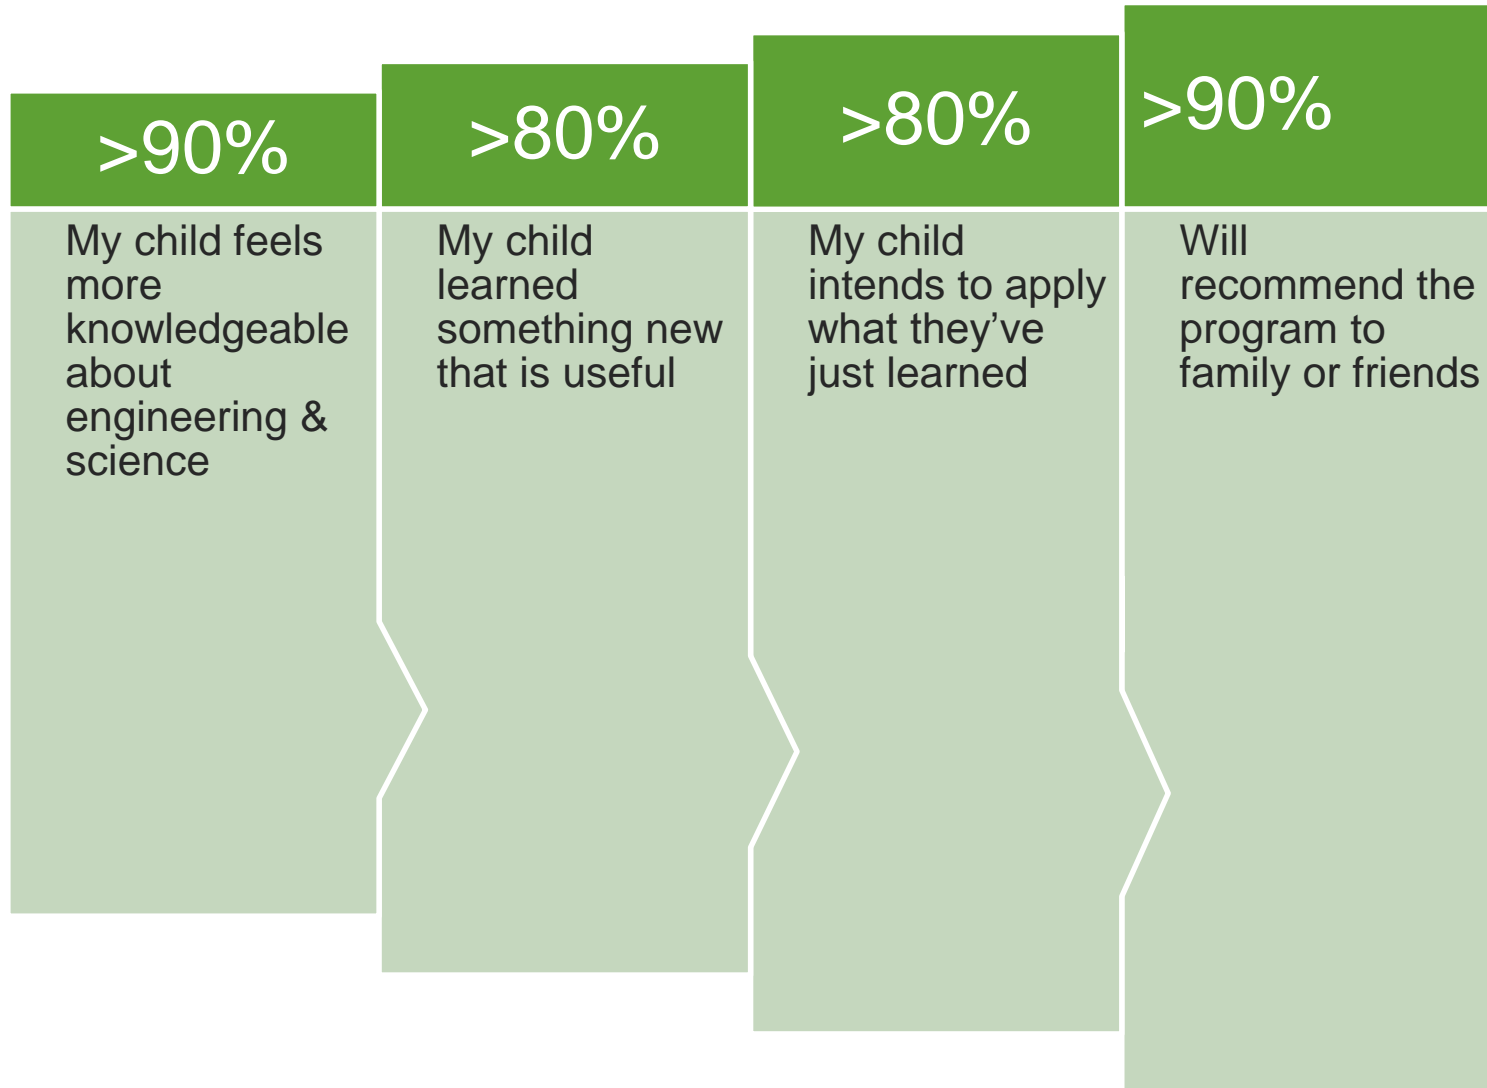 >90%
My child feels
more
knowledgeable
about
engineering &
science
>80%
My child
learned
something new
that is useful
>80%
My child
intends to apply
what they’ve
just learned
>90%
Will
recommend the
program to
family or friends